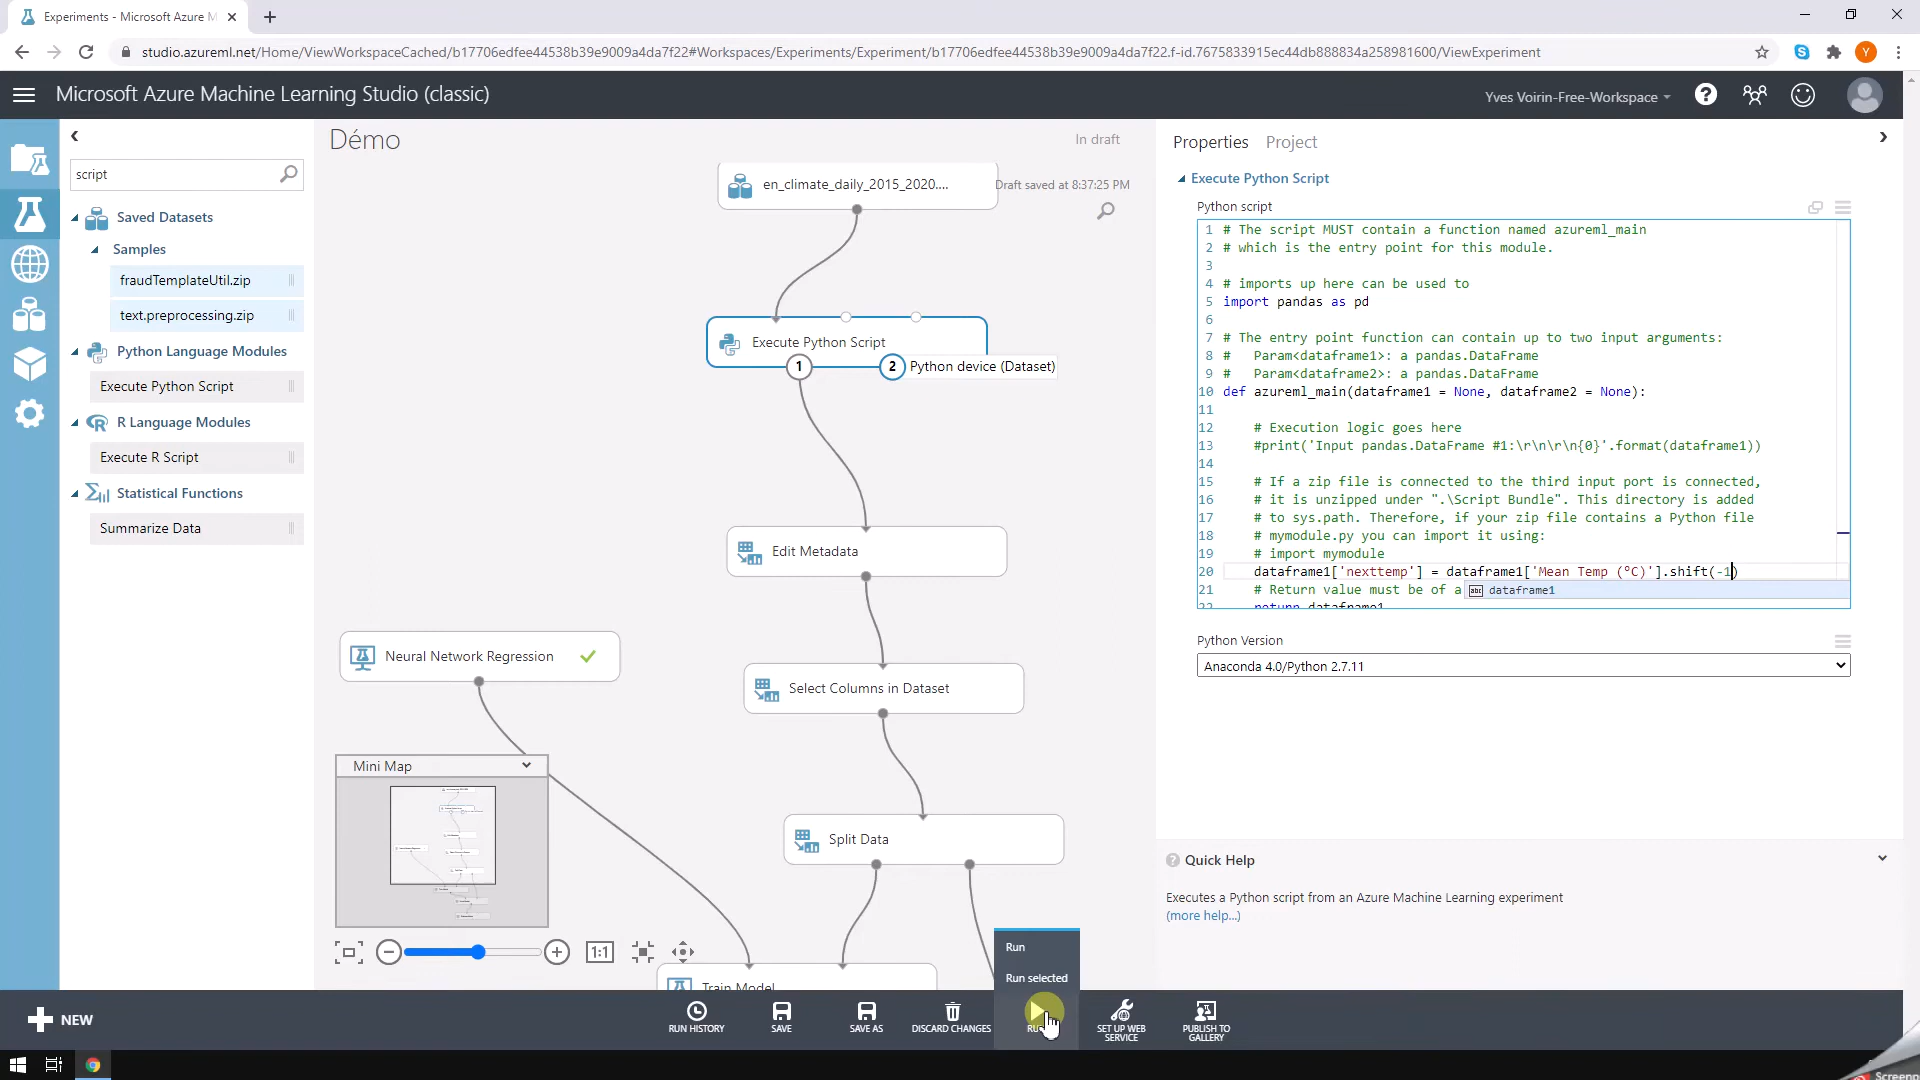 Experiments - Microsoft Azure M
studio.azureml.net/Home/ViewWorkspaceCached/b17706edfee44538b39e9009a4da7f22#Workspaces/Experiments/Experiment/b17706edfee44538b39e9009a4da7f22.f-id.7675833915ec44db888834a258981600/ViewExperiment
Y
Microsoft Azure Machine Learning Studio (classic)
Yves Voirin-Free-Workspace
script
Saved Datasets
Samples
fraudTemplateUtil.zip
text.preprocessing.zip
Python Language Modules
Execute Python Script
R Language Modules
Execute R Script
Statistical Functions
Summarize Data
Démo
In draft
Draft saved at 8:37:25 PM
en_climate_daily_2015_2020....
Execute Python Script
1
2
Python device (Dataset)
Edit Metadata
Neural Network Regression
Select Columns in Dataset
Split Data
Train Model
Mini Map
1:1
Properties Project
Execute Python Script
Python script
1 # The script MUST contain a function named azureml_main
2 # which is the entry point for this module.
3
4 # imports up here can be used to
5 import pandas as pd
6
7 # The entry point function can contain up to two input arguments:
8 #   Param<dataframe1>: a pandas.DataFrame
9 #   Param<dataframe2>: a pandas.DataFrame
10 def azureml_main(dataframe1 = None, dataframe2 = None):
11
12     # Execution logic goes here
13     #print('Input pandas.DataFrame #1:\r\n\r\n{0}'.format(dataframe1))
14
15     # If a zip file is connected to the third input port is connected,
16     # it is unzipped under ".\Script Bundle". This directory is added
17     # to sys.path. Therefore, if your zip file contains a Python file
18     # mymodule.py you can import it using:
19     # import mymodule
20     dataframe1['nexttemp'] = dataframe1['Mean Temp (°C)'].shift(-1)
21     # Return value must be of a
abc dataframe1
22     return dataframe1
Python Version
Anaconda 4.0/Python 2.7.11
Quick Help
Executes a Python script from an Azure Machine Learning experiment
(more help...)
Run
Run selected
NEW
RUN HISTORY
SAVE
SAVE AS
DISCARD CHANGES
SET UP WEB SERVICE
PUBLISH TO GALLERY